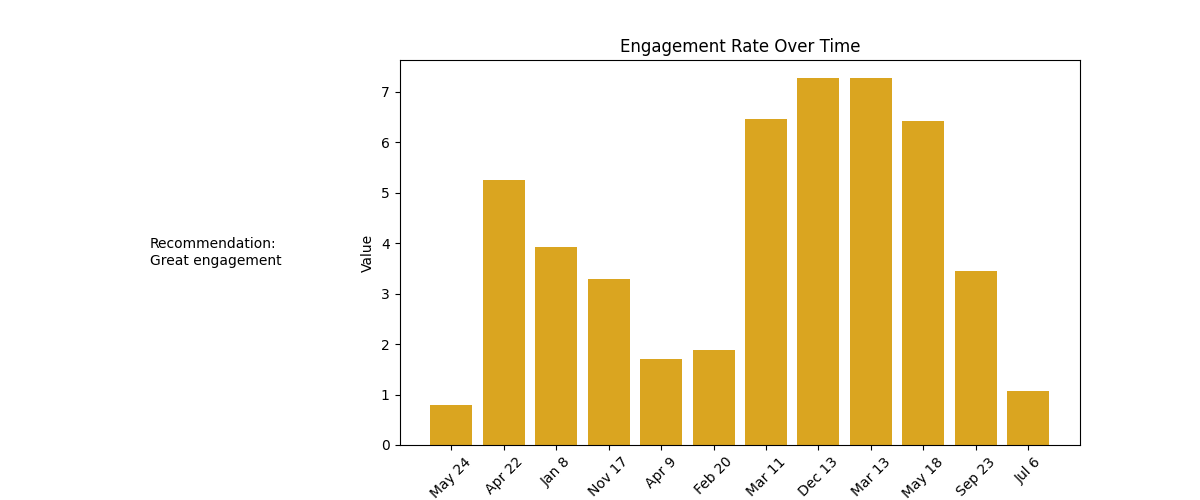 Engagement Rate Over Time
Recommendation:
Great engagement
Value
7
6
5
4
3
2
1
0
May 24
Apr 22
Jan 8
Nov 17
Apr 9
Feb 20
Mar 11
Dec 13
Mar 13
May 18
Sep 23
Jul 6